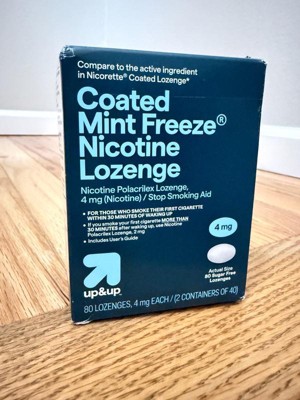 Compare to the active ingredient
in Nicorette® Coated Lozenge*
Coated
Mint Freeze®
Nicotine
Lozenge
Nicotine Polacrilex Lozenge,
4 mg (Nicotine) / Stop Smoking Aid
• FOR THOSE WHO SMOKE THEIR FIRST CIGARETTE
WITHIN 30 MINUTES OF WAKING UP
• If you smoke your first cigarette MORE THAN
30 MINUTES after waking up, use Nicotine
Polacrilex Lozenge, 2 mg
• Includes User's Guide
4 mg
Actual Size
80 Sugar Free
Lozenges
up&up
80 LOZENGES, 4 mg EACH / (2 CONTAINERS OF 40)